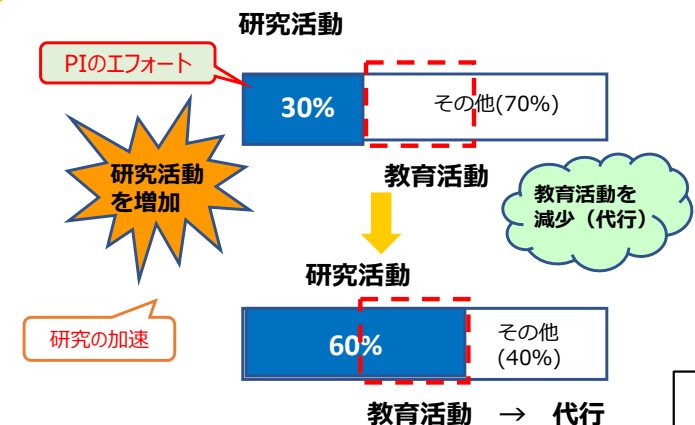 研究活動
PIのエフォート
30%
その他(70%)
教育活動
研究活動
を増加
教育活動を
減少（代行）
研究活動
研究の加速
60%
その他
(40%)
教育活動 → 代行